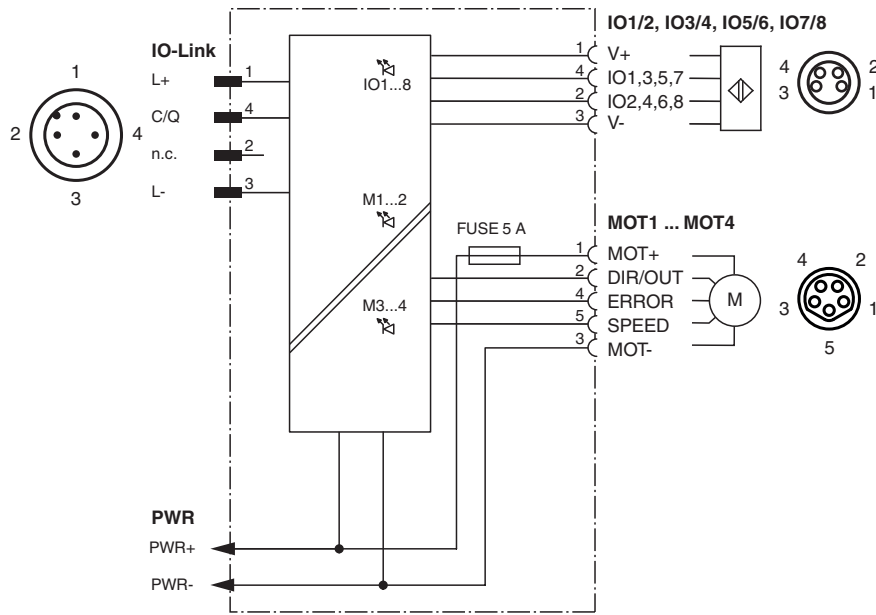 IO-Link
1
2
4
3
L+
1
C/Q
4
n.c.
2
L-
3
IO1...8
M1...2
M3...4
FUSE 5 A
IO1/2, IO3/4, IO5/6, IO7/8
1
V+
4
IO1,3,5,7
2
IO2,4,6,8
3
V-
4
2
3
1
MOT1 ... MOT4
1
MOT+
2
DIR/OUT
4
ERROR
5
SPEED
3
MOT-
M
4
2
3
1
5
PWR
PWR+
PWR-